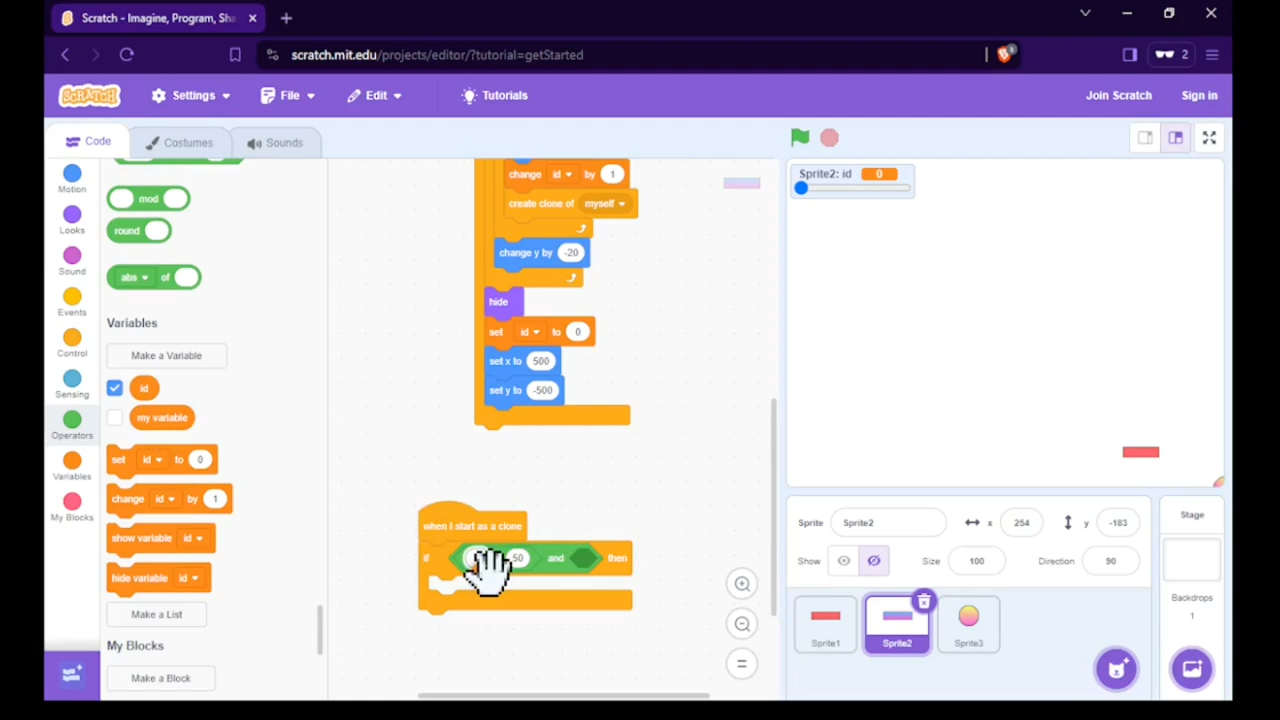 Scratch - Imagine, Program, Sha
scratch.mit.edu/projects/editor/?tutorial=getStarted
2
SCRATCH
Settings
File
Edit
Tutorials
Join Scratch
Sign in
Code
Costumes
Sounds
Motion
Looks
Sound
Events
Control
Sensing
Operators
Variables
My Blocks
mod
round
abs of
Variables
Make a Variable
id
my variable
set id to 0
change id by 1
show variable id
hide variable id
Make a List
My Blocks
Make a Block
change id by 1
create clone of myself
change y by -20
hide
set id to 0
set x to 500
set y to -500
when I start as a clone
if 50 and then
Sprite2: id 0
Sprite Sprite2 x 254 y -183
Show Size 100 Direction 90
Sprite1
Sprite2
Sprite3
Stage
Backdrops
1